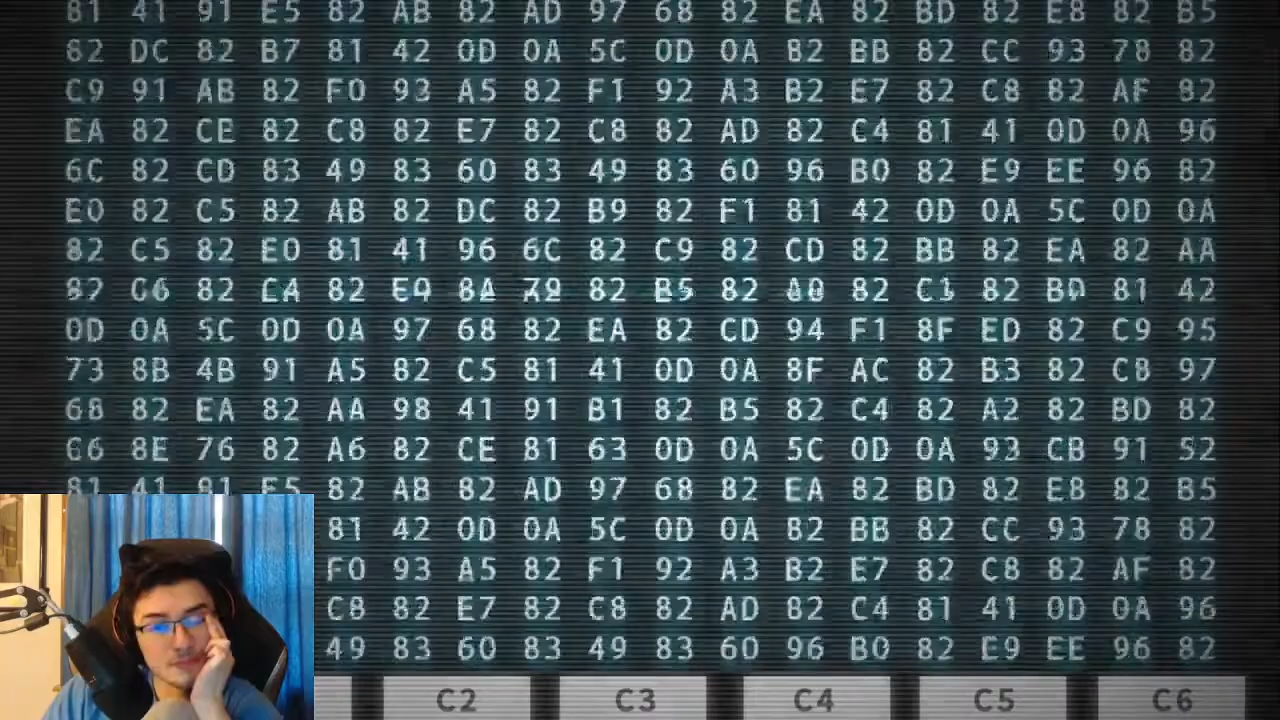 81 41 91 E5 82 AB 82 AD 97 68 82 EA 82 BD 82 E8 82 B5
82 DC 82 B7 81 42 0D 0A 5C 0D 0A 82 BB 82 CC 93 78 82
C9 91 AB 82 F0 93 A5 82 F1 92 A3 B2 E7 82 C8 82 AF 82
EA 82 CE 82 C8 82 E7 82 C8 82 AD 82 C4 81 41 0D 0A 96
6C 82 CD 83 49 83 60 83 49 83 60 96 B0 82 E9 EE 96 82
E0 82 C5 82 AB 82 DC 82 B9 82 F1 81 42 0D 0A 5C 0D 0A
82 C5 82 E0 81 41 96 6C 82 C9 82 CD 82 BB 82 EA 82 AA
82 82 82 82 B5 82 82 C1 82 81 42
0D 0A 5C 0D 0A 97 68 82 EA 82 CD 94 F1 8F ED 82 C9 95
73 8B 4B 91 A5 82 C5 81 41 0D 0A 8F AC 82 B3 82 C8 97
68 82 EA 82 AA 98 41 91 B1 82 B5 82 C4 82 A2 82 BD 82
8E 76 82 A6 82 CE 81 63 0D 0A 5C 0D 0A 93 CB 91 52
81 41 91 E5 82 AB 82 AD 97 68 82 EA 82 BD 82 E8 82 B5
81 42 0D 0A 5C 0D 0A 82 BB 82 CC 93 78 82
F0 93 A5 82 F1 92 A3 B2 E7 82 C8 82 AF 82
C8 82 E7 82 C8 82 AD 82 C4 81 41 0D 0A 96
49 83 60 83 49 83 60 96 B0 82 E9 EE 96 82
C2 C3 C4 C5 C6